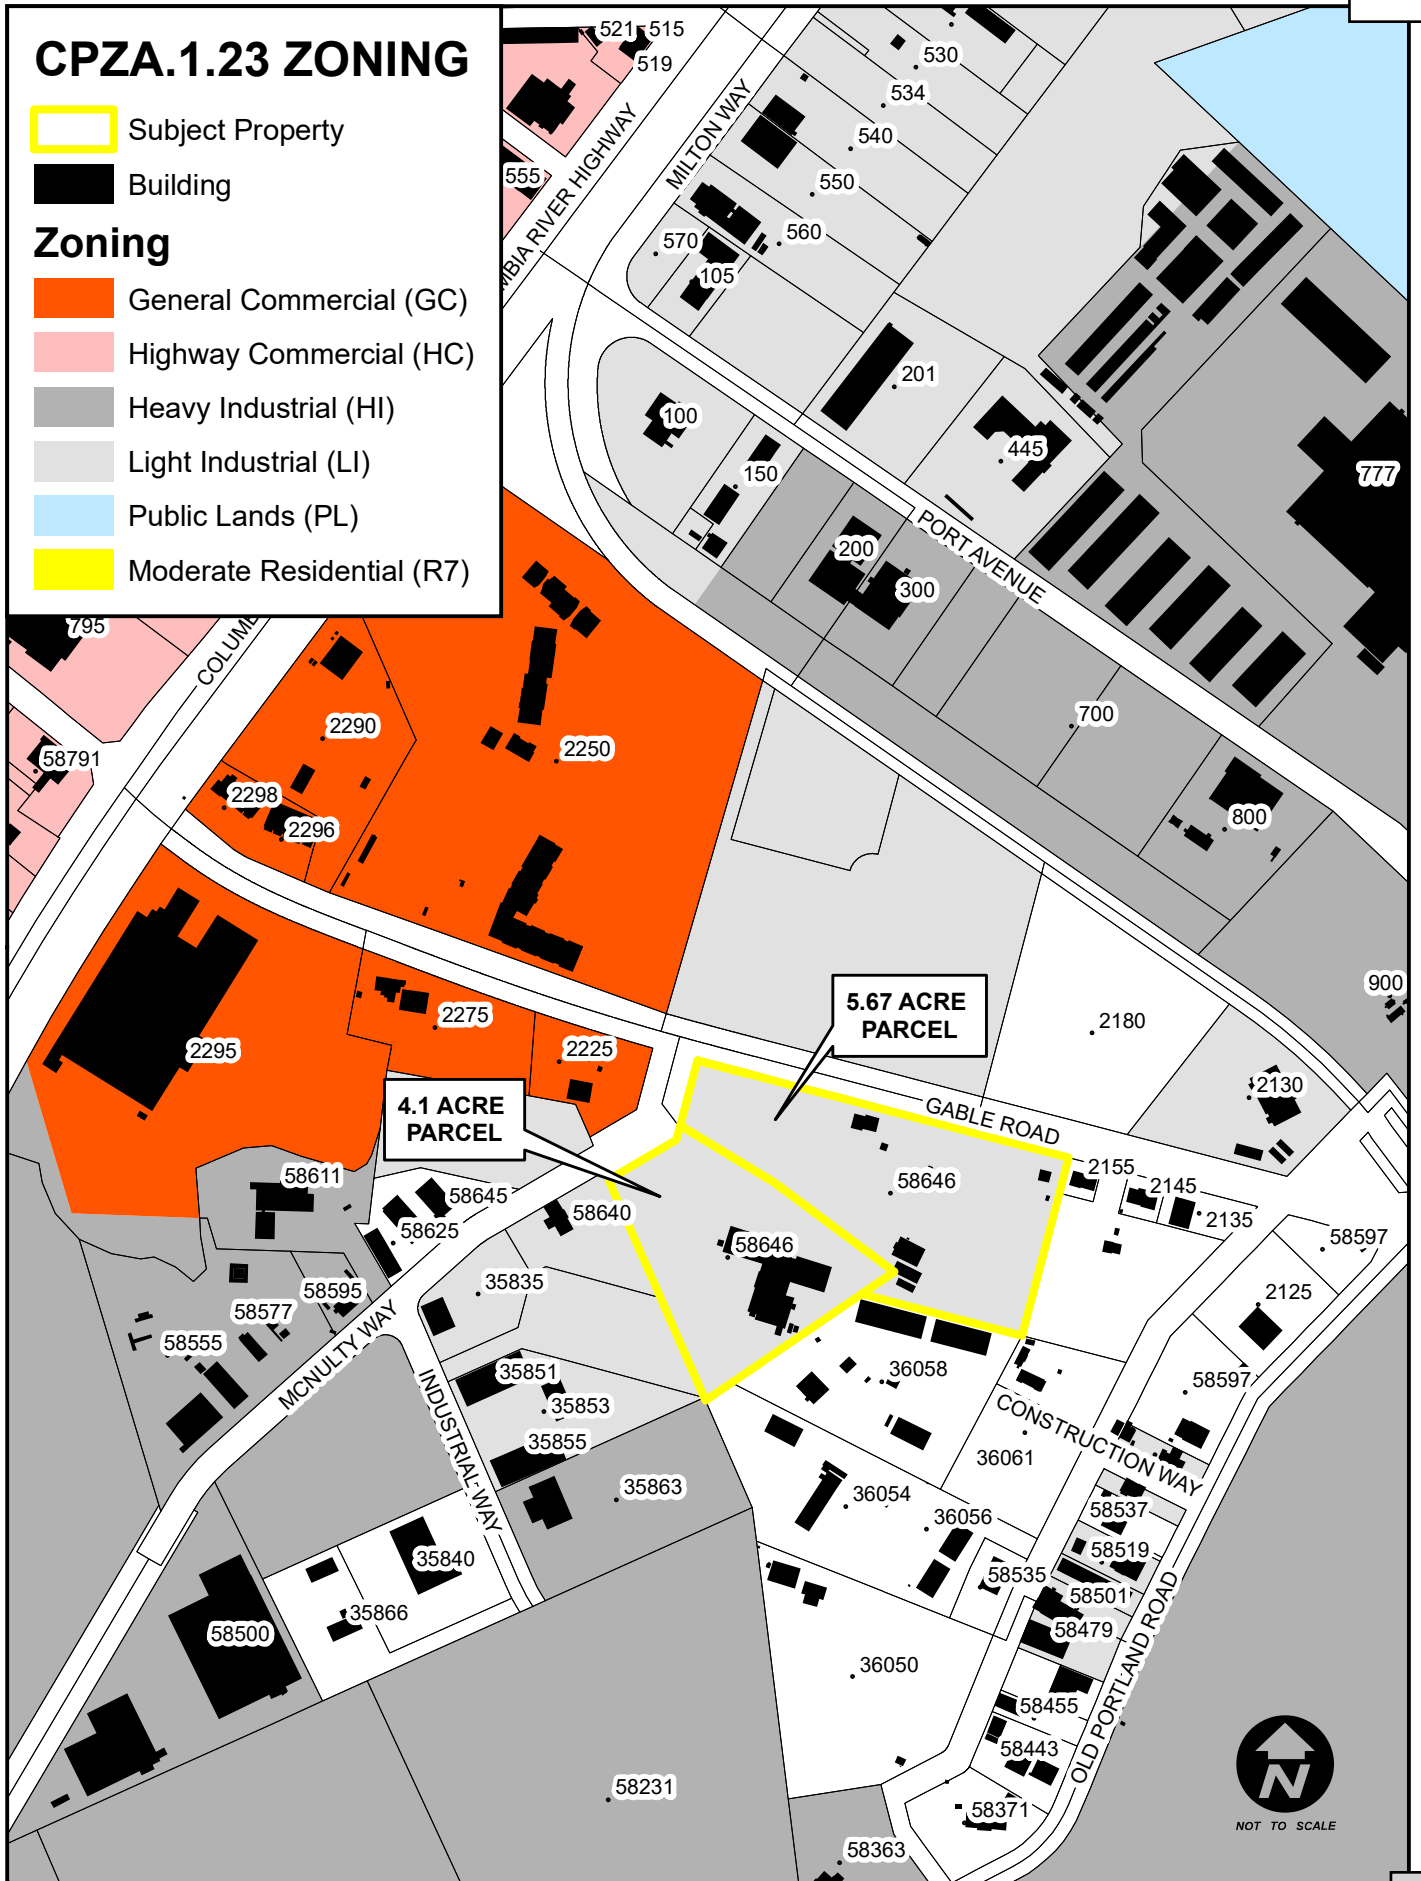 CPZA.1.23 ZONING
Subject Property
Building
Zoning
General Commercial (GC)
Highway Commercial (HC)
Heavy Industrial (HI)
Light Industrial (LI)
Public Lands (PL)
Moderate Residential (R7)
521
515
519
530
534
540
550
555
560
570
105
MBIA RIVER HIGHWAY
MILTON WAY
201
100
445
150
777
PORT AVENUE
200
300
795
COLUMB
700
2290
2250
58791
2298
2296
800
900
5.67 ACRE
PARCEL
2275
2180
2295
2225
2130
4.1 ACRE
PARCEL
GABLE ROAD
58611
58645
58625
58640
58646
2155
2145
2135
58597
58646
35835
58595
58577
58555
2125
MCNULTY WAY
INDUSTRIAL WAY
35851
35853
35855
36058
58597
CONSTRUCTION WAY
36061
35863
36054
36056
58537
58519
58535
58501
58479
35840
35866
58500
36050
58455
58443
OLD PORTLAND ROAD
58231
58371
58363
N
NOT TO SCALE